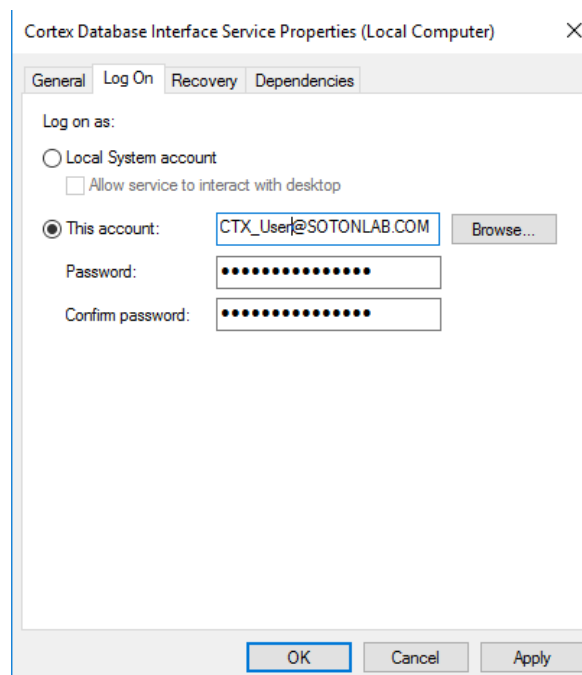 Cortex Database Interface Service Properties (Local Computer)
General Log On Recovery Dependencies
Log on as:
Local System account
Allow service to interact with desktop
This account: CTX_User@SOTONLAB.COM Browse...
Password: •••••••••••••••
Confirm password: •••••••••••••••
OK Cancel Apply